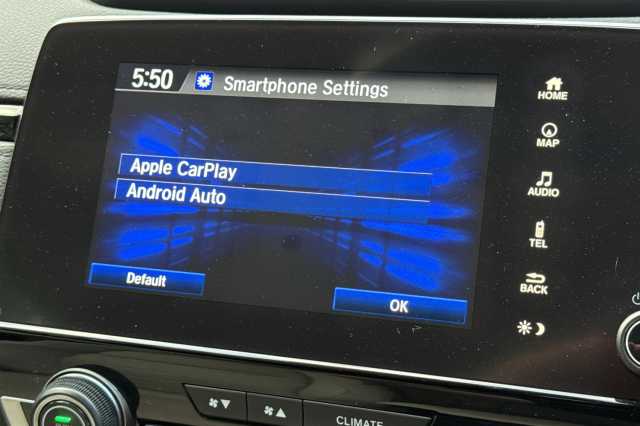 5:50
Smartphone Settings
Apple CarPlay
Android Auto
Default
OK
HOME
MAP
AUDIO
TEL
BACK
CLIMATE